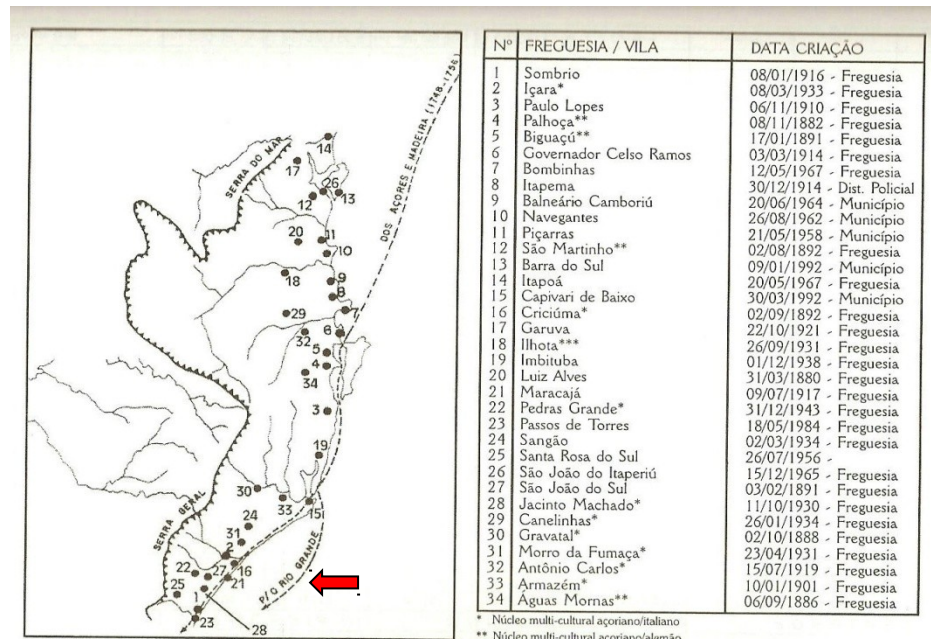 SERRA DO MAR
DOS AÇORES E MADEIRA (1748-1756)
14
17
26
12
13
20
11
10
18
9
8
7
29
32
6
5
4
34
3
19
30
33
15
24
31
SERRA GERAL
2
16
22
27
21
25
1
P/O RIO GRANDE
23
28
Nº FREGUESIA / VILA DATA CRIAÇÃO
1 Sombrio 08/01/1916 - Freguesia
2 Içara* 08/03/1933 - Freguesia
3 Paulo Lopes 06/11/1910 - Freguesia
4 Palhoça** 08/11/1882 - Freguesia
5 Biguaçú** 17/01/1891 - Freguesia
6 Governador Celso Ramos 03/03/1914 - Freguesia
7 Bombinhas 12/05/1967 - Freguesia
8 Itapema 30/12/1914 - Dist. Policial
9 Balneário Camboriú 20/06/1964 - Município
10 Navegantes 26/08/1962 - Município
11 Piçarras 21/05/1958 - Município
12 São Martinho** 02/08/1892 - Freguesia
13 Barra do Sul 09/01/1992 - Município
14 Itapoá 20/05/1967 - Freguesia
15 Capivari de Baixo 30/03/1992 - Município
16 Criciúma* 02/09/1892 - Freguesia
17 Garuva 22/10/1921 - Freguesia
18 Ilhota*** 26/09/1931 - Freguesia
19 Imbituba 01/12/1938 - Freguesia
20 Luiz Alves 31/03/1880 - Freguesia
21 Maracajá 09/07/1917 - Freguesia
22 Pedras Grande* 31/12/1943 - Freguesia
23 Passos de Torres 18/05/1984 - Freguesia
24 Sangão 02/03/1934 - Freguesia
25 Santa Rosa do Sul 26/07/1956 -
26 São João do Itaperiú 15/12/1965 - Freguesia
27 São João do Sul 03/02/1891 - Freguesia
28 Jacinto Machado* 11/10/1930 - Freguesia
29 Canelinhas* 26/01/1934 - Freguesia
30 Gravatal* 02/10/1888 - Freguesia
31 Morro da Fumaça* 23/04/1931 - Freguesia
32 Antônio Carlos* 15/07/1919 - Freguesia
33 Armazém* 10/01/1901 - Freguesia
34 Águas Mornas** 06/09/1886 - Freguesia
* Núcleo multi-cultural açoriano/italiano
** Núcleo multi-cultural açoriano/alemão